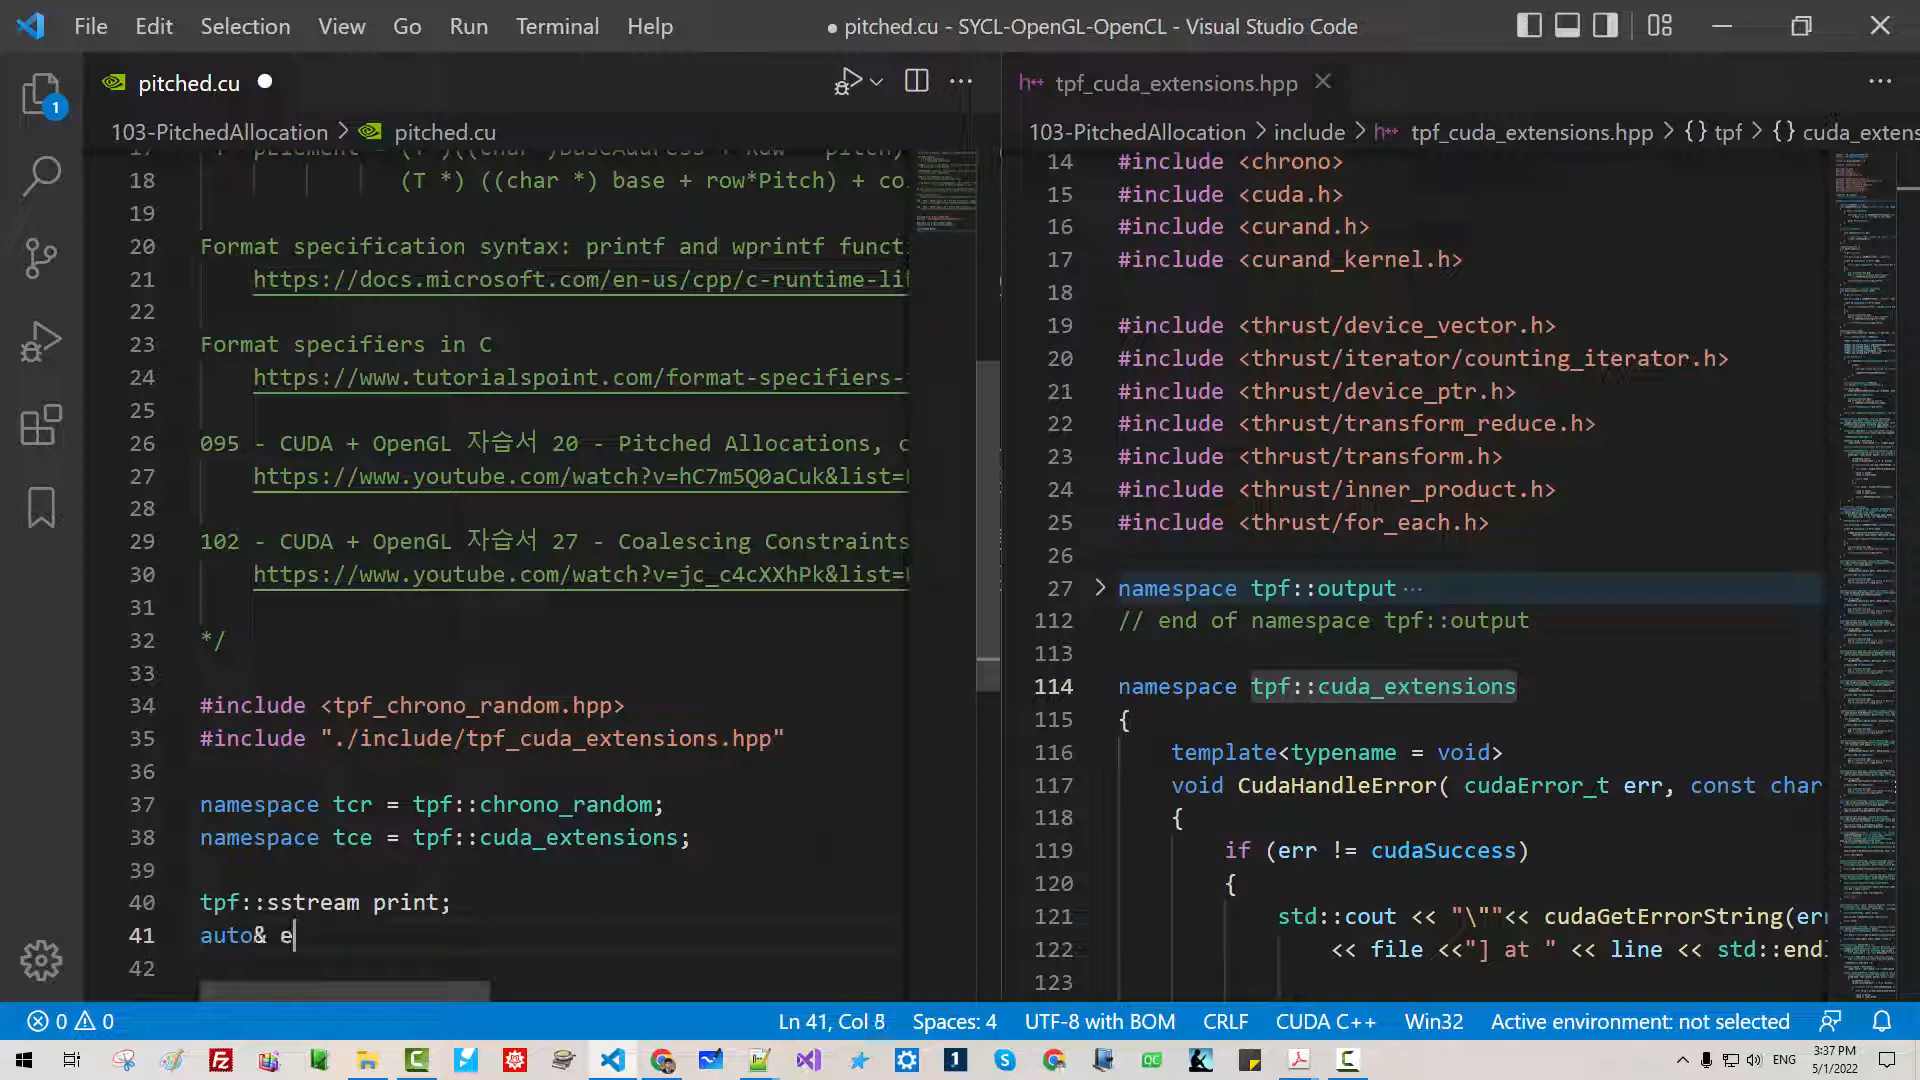 File Edit Selection View Go Run Terminal Help
● pitched.cu - SYCL-OpenGL-OpenCL - Visual Studio Code
pitched.cu
103-PitchedAllocation > pitched.cu
18 (T *) ((char *) base + row*Pitch) + co
19
20 Format specification syntax: printf and wprintf funct
21 https://docs.microsoft.com/en-us/cpp/c-runtime-li
22
23 Format specifiers in C
24 https://www.tutorialspoint.com/format-specifiers-
25
26 095 - CUDA + OpenGL 자습서 20 - Pitched Allocations, c
27 https://www.youtube.com/watch?v=hC7m5Q0aCuk&list=
28
29 102 - CUDA + OpenGL 자습서 27 - Coalescing Constraints
30 https://www.youtube.com/watch?v=jc_c4cXXhPk&list=
31
32 */
33
34 #include <tpf_chrono_random.hpp>
35 #include "./include/tpf_cuda_extensions.hpp"
36
37 namespace tcr = tpf::chrono_random;
38 namespace tce = tpf::cuda_extensions;
39
40 tpf::sstream print;
41 auto& e
42
tpf_cuda_extensions.hpp
103-PitchedAllocation > include > tpf_cuda_extensions.hpp > {} tpf > {} cuda_extens
14 #include <chrono>
15 #include <cuda.h>
16 #include <curand.h>
17 #include <curand_kernel.h>
18
19 #include <thrust/device_vector.h>
20 #include <thrust/iterator/counting_iterator.h>
21 #include <thrust/device_ptr.h>
22 #include <thrust/transform_reduce.h>
23 #include <thrust/transform.h>
24 #include <thrust/inner_product.h>
25 #include <thrust/for_each.h>
26
27 namespace tpf::output ···
112 // end of namespace tpf::output
113
114 namespace tpf::cuda_extensions
115 {
116 template<typename = void>
117 void CudaHandleError( cudaError_t err, const char
118 {
119 if (err != cudaSuccess)
120 {
121 std::cout << "\""<< cudaGetErrorString(er
122 << file <<"] at " << line << std::end
123
0 0 Ln 41, Col 8 Spaces: 4 UTF-8 with BOM CRLF CUDA C++ Win32 Active environment: not selected
ENG 3:37 PM
5/1/2022